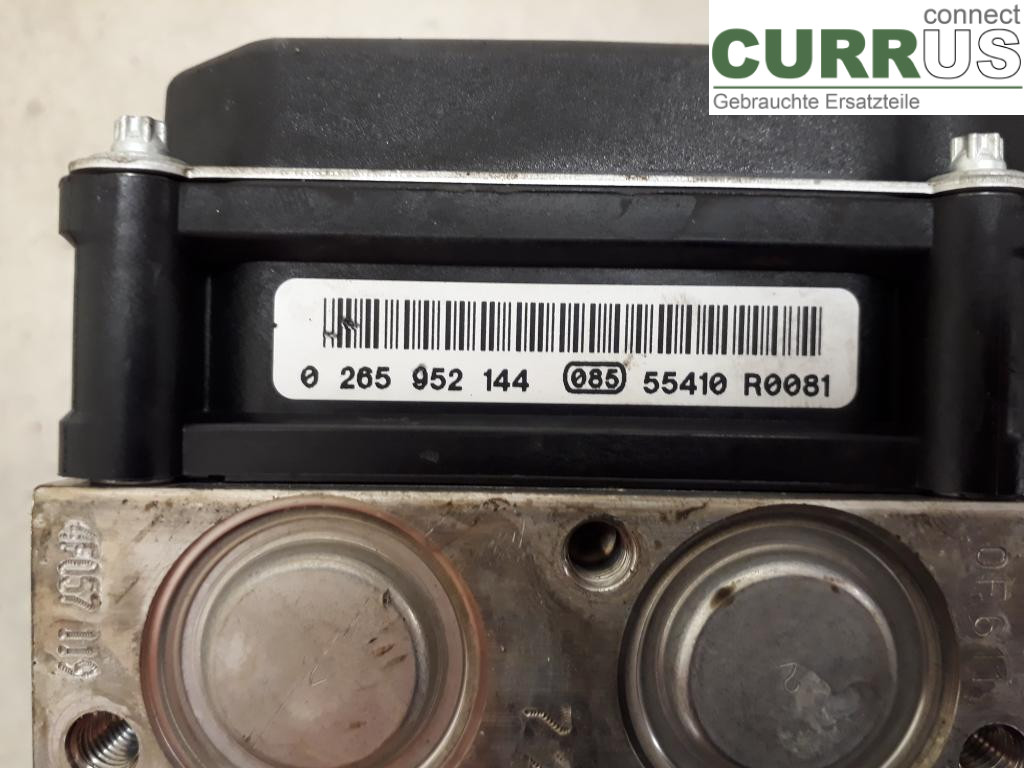 connect
CURRUS
Gebrauchte Ersatzteile
0 265 952 144 085 55410 R0081